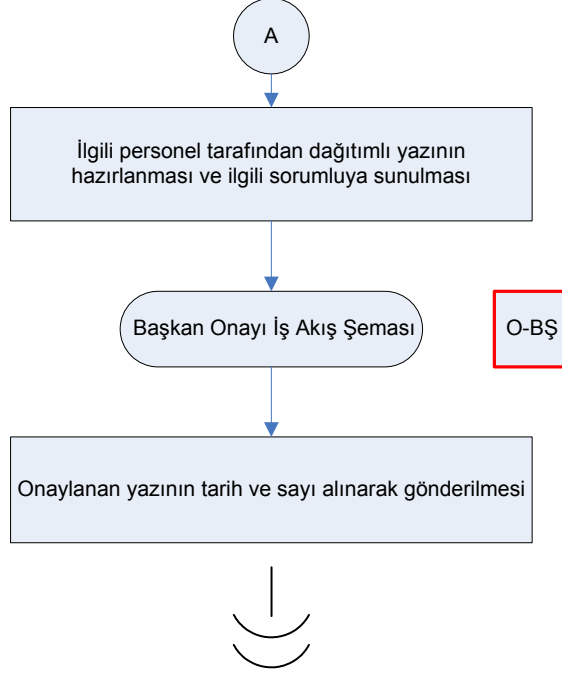 A
İlgili personel tarafından dağıtımlı yazının
hazırlanması ve ilgili sorumluya sunulması
Başkan Onayı İş Akış Şeması
O-BŞ
Onaylanan yazının tarih ve sayı alınarak gönderilmesi